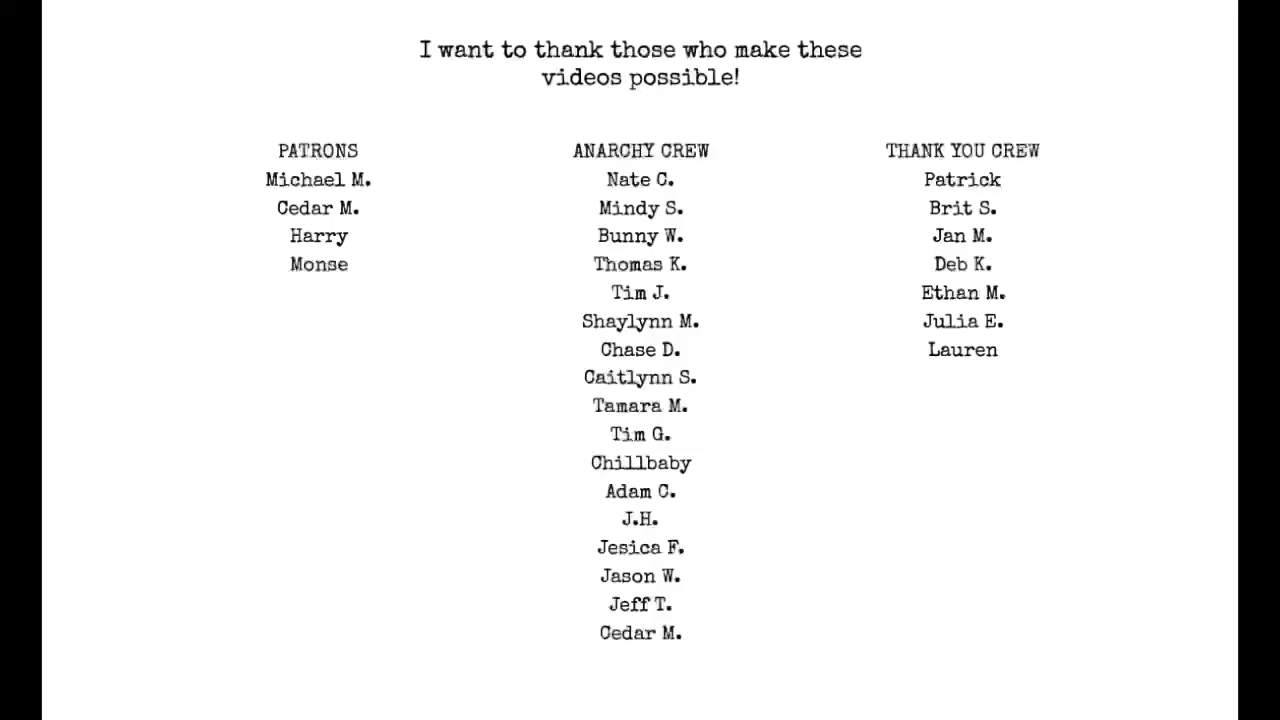 I want to thank those who make these
videos possible!
PATRONS
Michael M.
Cedar M.
Harry
Monse
ANARCHY CREW
Nate C.
Mindy S.
Bunny W.
Thomas K.
Tim J.
Shaylynn M.
Chase D.
Caitlynn S.
Tamara M.
Tim G.
Chillbaby
Adam C.
J.H.
Jesica F.
Jason W.
Jeff T.
Cedar M.
THANK YOU CREW
Patrick
Brit S.
Jan M.
Deb K.
Ethan M.
Julia E.
Lauren